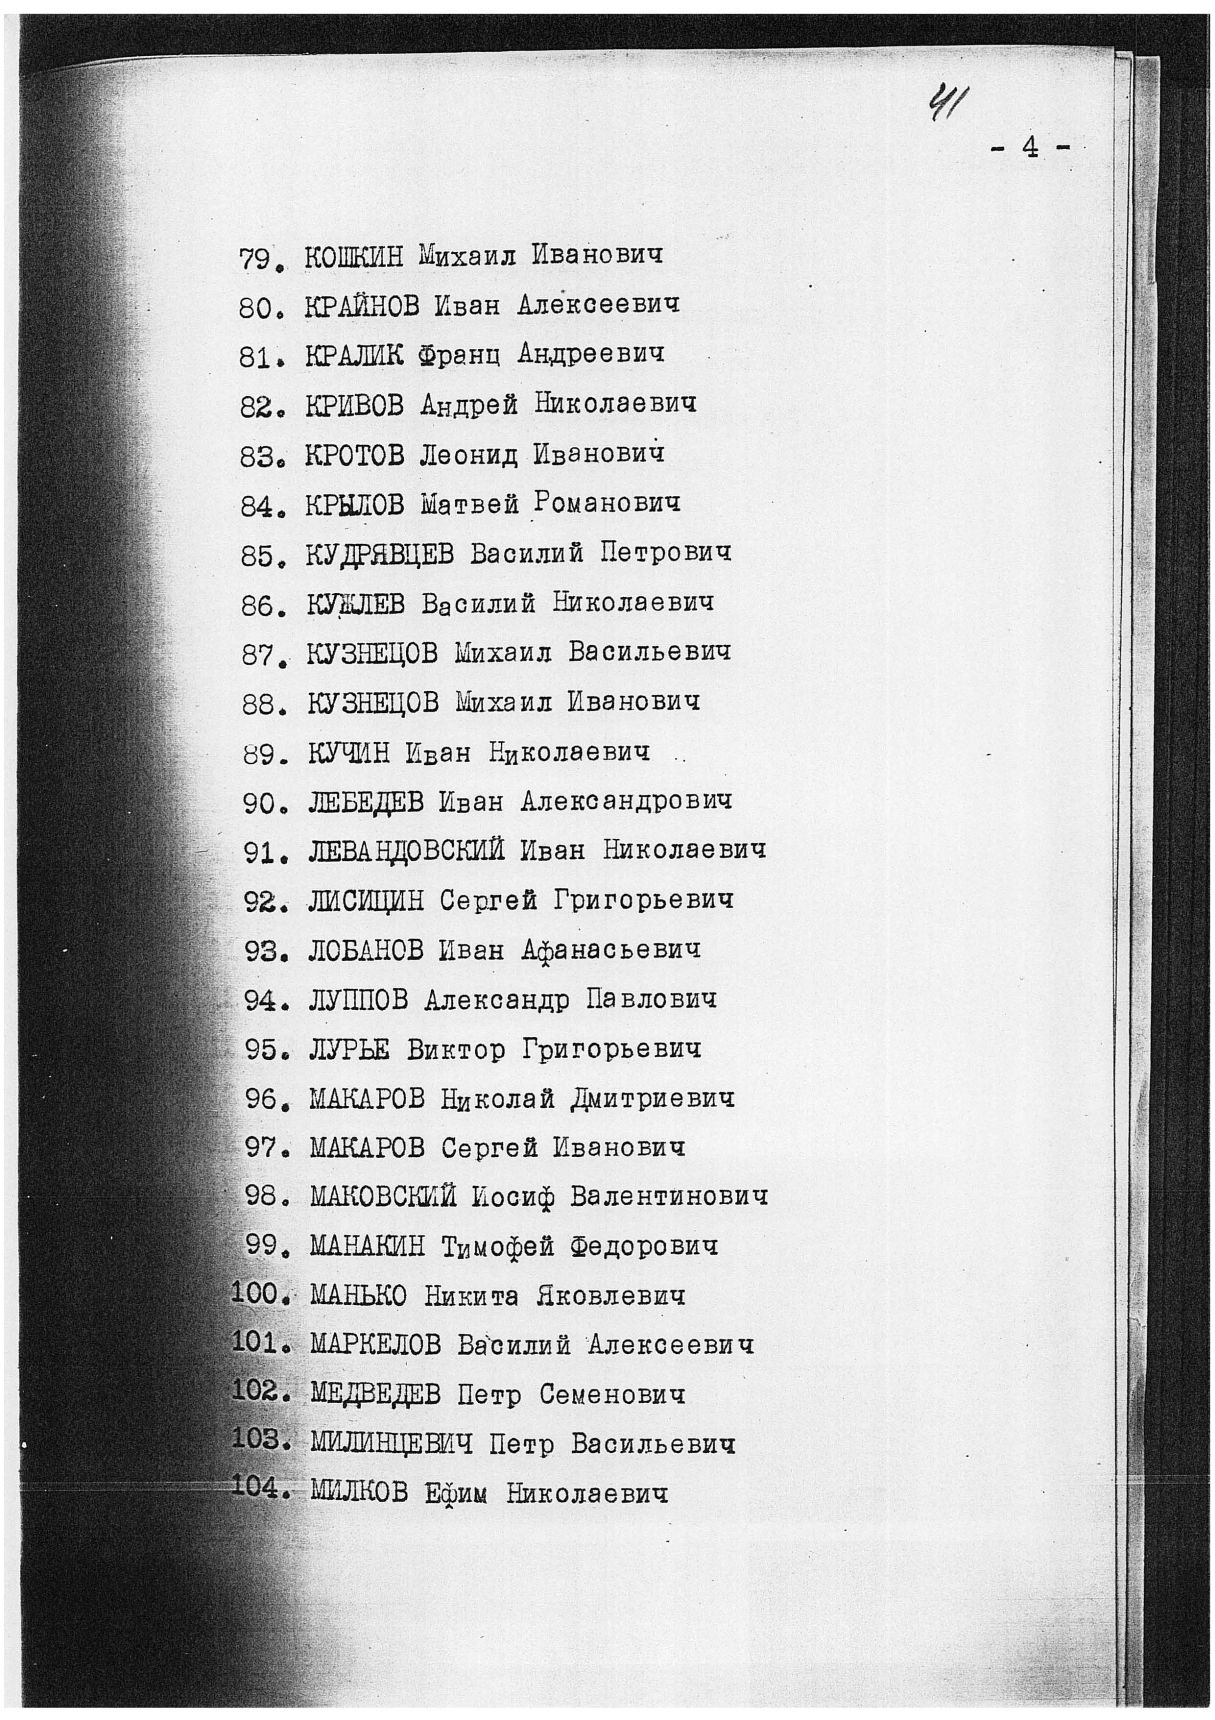 41
- 4 -
79. КОШКИН Михаил Иванович
80. КРАЙНОВ Иван Алексеевич
81. КРАЛИК Франц Андреевич
82. КРИВОВ Андрей Николаевич
83. КРОТОВ Леонид Иванович
84. КРЫЛОВ Матвей Романович
85. КУДРЯВЦЕВ Василий Петрович
86. КУЖЛЕВ Василий Николаевич
87. КУЗНЕЦОВ Михаил Васильевич
88. КУЗНЕЦОВ Михаил Иванович
89. КУЧИН Иван Николаевич
90. ЛЕБЕДЕВ Иван Александрович
91. ЛЕВАНДОВСКИЙ Иван Николаевич
92. ЛИСИЦИН Сергей Григорьевич
93. ЛОБАНОВ Иван Афанасьевич
94. ЛУППОВ Александр Павлович
95. ЛУРЬЕ Виктор Григорьевич
96. МАКАРОВ Николай Дмитриевич
97. МАКАРОВ Сергей Иванович
98. МАКОВСКИЙ Иосиф Валентинович
99. МАНАКИН Тимофей Федорович
100. МАНЬКО Никита Яковлевич
101. МАРКЕЛОВ Василий Алексеевич
102. МЕДВЕДЕВ Петр Семенович
103. МИЛИНЦЕВИЧ Петр Васильевич
104. МИЛКОВ Ефим Николаевич